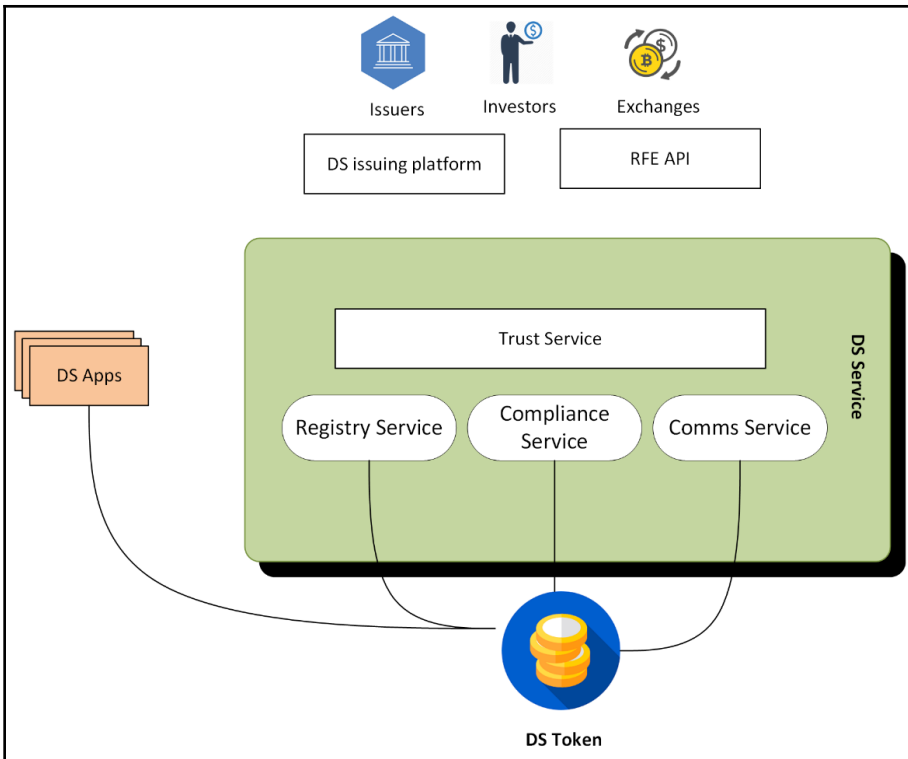 Issuers
Investors
Exchanges
DS issuing platform
RFE API
Trust Service
DS Service
DS Apps
Registry Service
Compliance
Service
Comms Service
DS Token